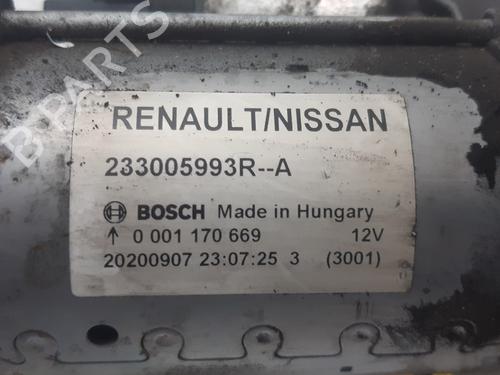 RENAULT/NISSAN
233005993R--A
BOSCH Made in Hungary
↑ 0 001 170 669 12V
20200907 23:07:25 3 (3001)
B PARTS